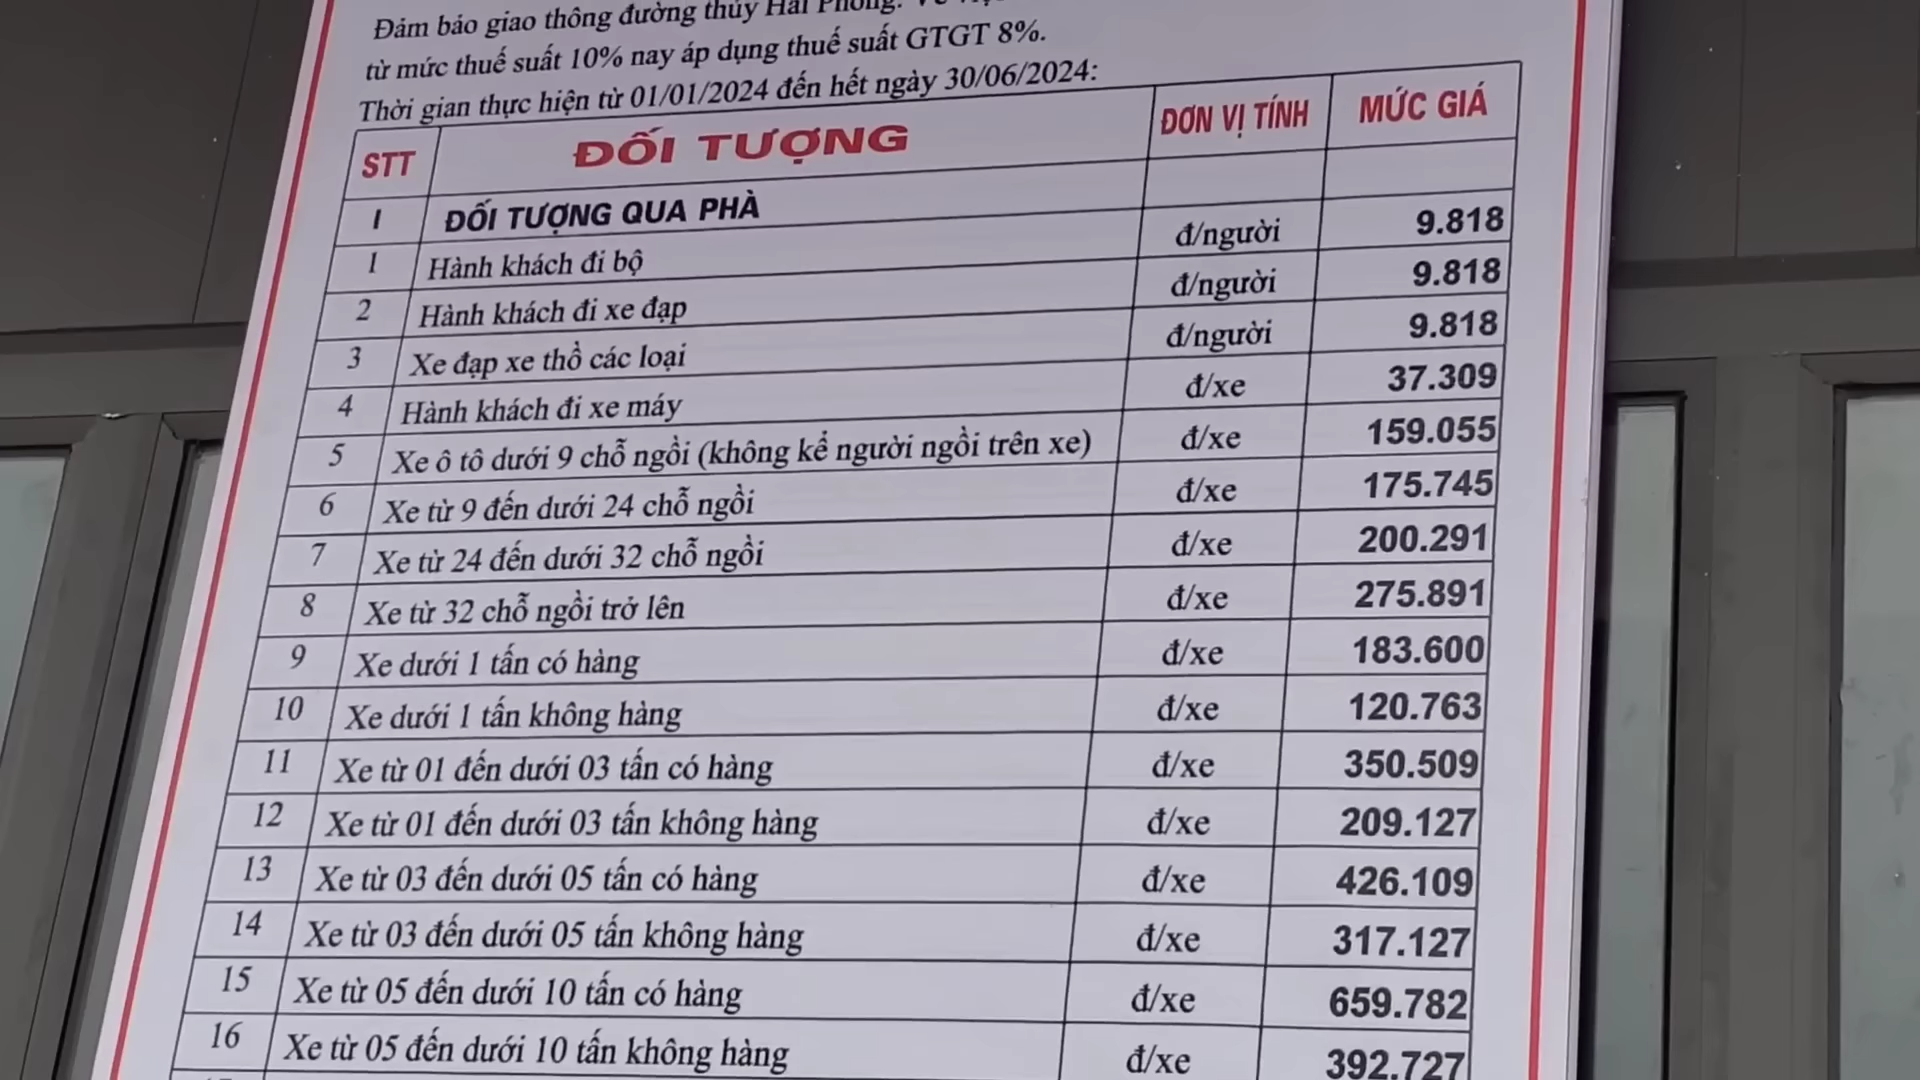 Đảm bảo giao thông đường thủy Hải Phòng.
từ mức thuế suất 10% nay áp dụng thuế suất GTGT 8%.
Thời gian thực hiện từ 01/01/2024 đến hết ngày 30/06/2024:
STT ĐỐI TƯỢNG ĐƠN VỊ TÍNH MỨC GIÁ
I ĐỐI TƯỢNG QUA PHÀ
1 Hành khách đi bộ đ/người 9.818
2 Hành khách đi xe đạp đ/người 9.818
3 Xe đạp xe thồ các loại đ/người 9.818
4 Hành khách đi xe máy đ/xe 37.309
5 Xe ô tô dưới 9 chỗ ngồi (không kể người ngồi trên xe) đ/xe 159.055
6 Xe từ 9 đến dưới 24 chỗ ngồi đ/xe 175.745
7 Xe từ 24 đến dưới 32 chỗ ngồi đ/xe 200.291
8 Xe từ 32 chỗ ngồi trở lên đ/xe 275.891
9 Xe dưới 1 tấn có hàng đ/xe 183.600
10 Xe dưới 1 tấn không hàng đ/xe 120.763
11 Xe từ 01 đến dưới 03 tấn có hàng đ/xe 350.509
12 Xe từ 01 đến dưới 03 tấn không hàng đ/xe 209.127
13 Xe từ 03 đến dưới 05 tấn có hàng đ/xe 426.109
14 Xe từ 03 đến dưới 05 tấn không hàng đ/xe 317.127
15 Xe từ 05 đến dưới 10 tấn có hàng đ/xe 659.782
16 Xe từ 05 đến dưới 10 tấn không hàng đ/xe 392.727